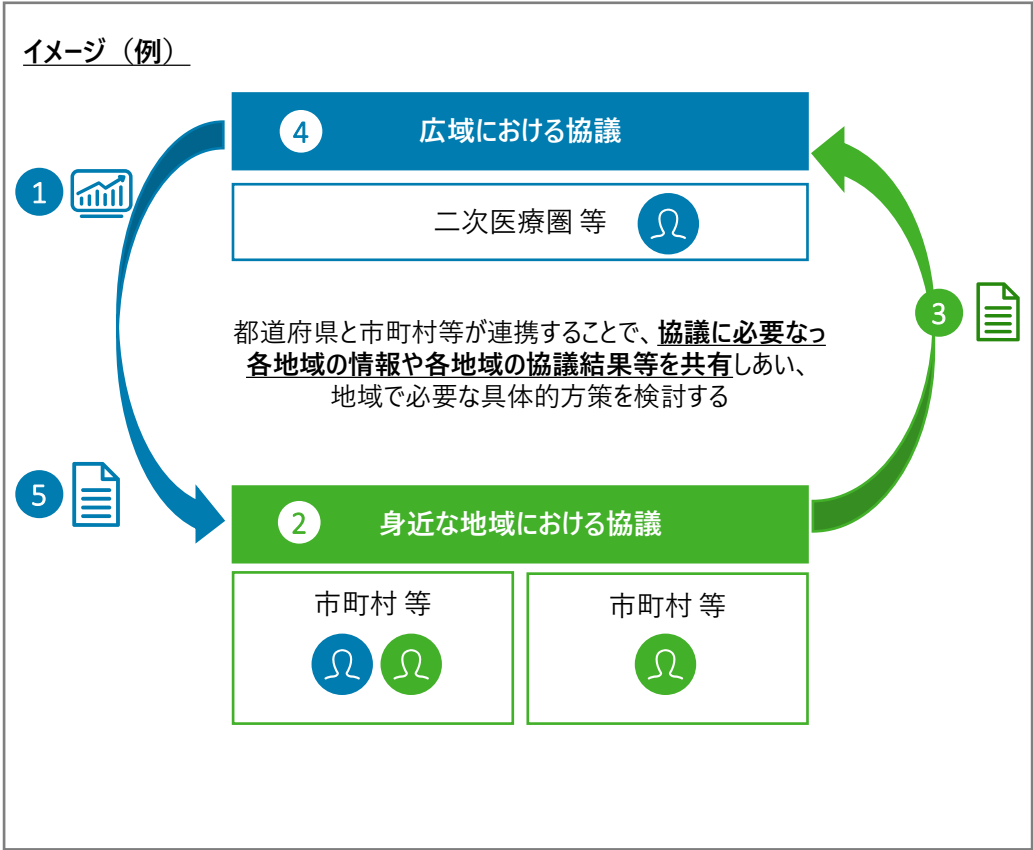 イメージ（例）
4 広域における協議
1
二次医療圏 等
3
都道府県と市町村等が連携することで、協議に必要なっ
各地域の情報や各地域の協議結果等を共有しあい、
地域で必要な具体的方策を検討する
5
2 身近な地域における協議
市町村 等 市町村 等